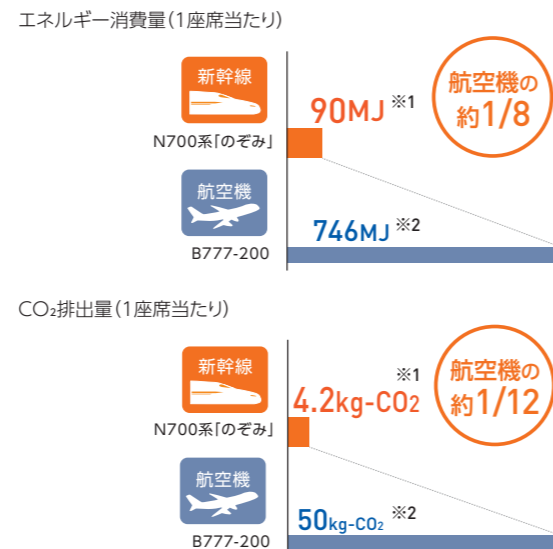 エネルギー消費量(1座席当たり)
新幹線
N700系「のぞみ」
90MJ ※1
航空機の
約1/8
航空機
B777-200
746MJ ※2
CO₂排出量(1座席当たり)
新幹線
N700系「のぞみ」
※1
4.2kg-CO2
航空機の
約1/12
航空機
B777-200
50kg-CO₂ ※2